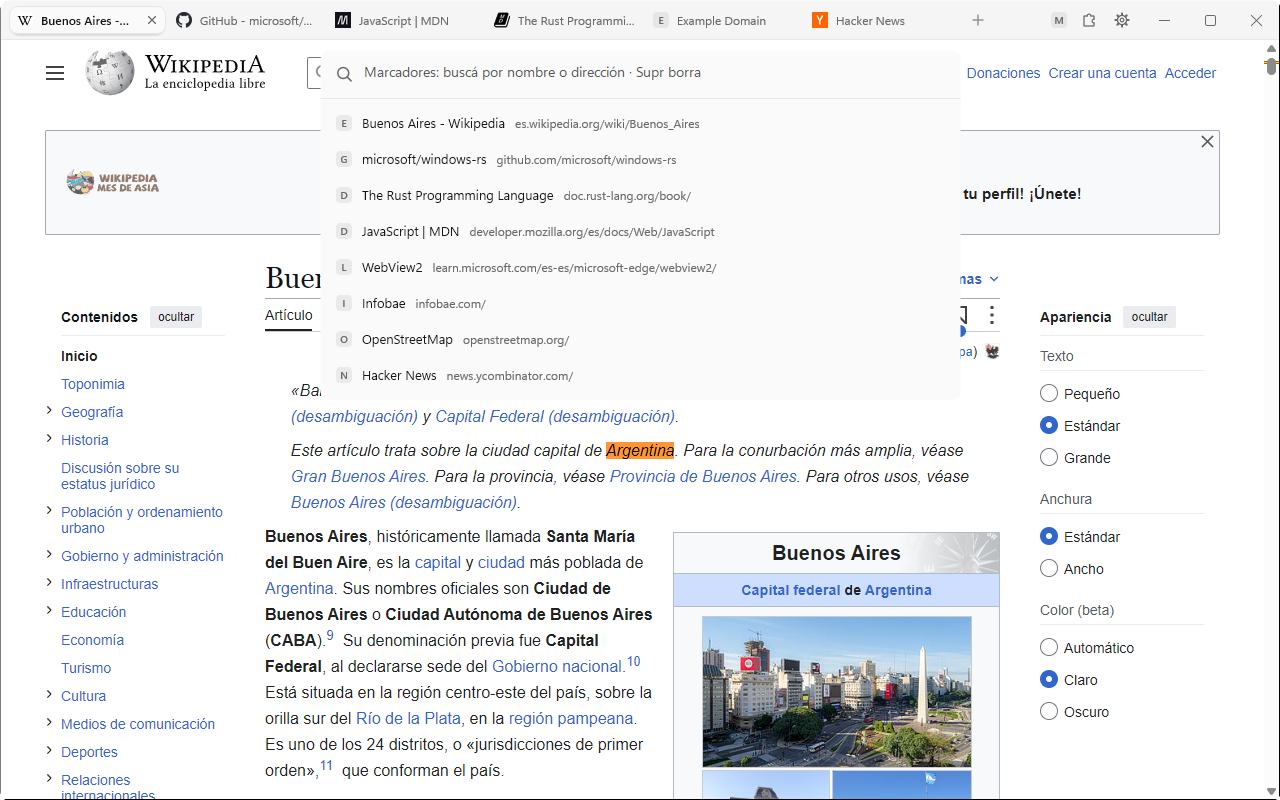 Buenos Aires -...
GitHub - microsoft/...
JavaScript | MDN
The Rust Programmi...
E Example Domain
Y Hacker News
M
WIKIPEDIA
La enciclopedia libre
Marcadores: buscá por nombre o dirección · Supr borra
Donaciones Crear una cuenta Acceder
E Buenos Aires - Wikipedia es.wikipedia.org/wiki/Buenos_Aires
G microsoft/windows-rs github.com/microsoft/windows-rs
D The Rust Programming Language doc.rust-lang.org/book/
D JavaScript | MDN developer.mozilla.org/es/docs/Web/JavaScript
L WebView2 learn.microsoft.com/es-es/microsoft-edge/webview2/
I Infobae infobae.com/
O OpenStreetMap openstreetmap.org/
N Hacker News news.ycombinator.com/
WIKIPEDIA
MES DE ASIA
tu perfil! ¡Únete!
Buen
mas
Artículo
pa)
Contenidos ocultar
Inicio
Toponimia
Geografía
Historia
Discusión sobre su
estatus jurídico
Población y ordenamiento
urbano
Gobierno y administración
Infraestructuras
Educación
Economía
Turismo
Cultura
Medios de comunicación
Deportes
Relaciones
internacionales
«Ba
(desambiguación) y Capital Federal (desambiguación).
Este artículo trata sobre la ciudad capital de Argentina. Para la conurbación más amplia, véase
Gran Buenos Aires. Para la provincia, véase Provincia de Buenos Aires. Para otros usos, véase
Buenos Aires (desambiguación).
Buenos Aires, históricamente llamada Santa María
del Buen Aire, es la capital y ciudad más poblada de
Argentina. Sus nombres oficiales son Ciudad de
Buenos Aires o Ciudad Autónoma de Buenos Aires
(CABA).9 Su denominación previa fue Capital
Federal, al declararse sede del Gobierno nacional.10
Está situada en la región centro-este del país, sobre la
orilla sur del Río de la Plata, en la región pampeana.
Es uno de los 24 distritos, o «jurisdicciones de primer
orden»,11 que conforman el país.
Buenos Aires
Capital federal de Argentina
Apariencia ocultar
Texto
Pequeño
Estándar
Grande
Anchura
Estándar
Ancho
Color (beta)
Automático
Claro
Oscuro